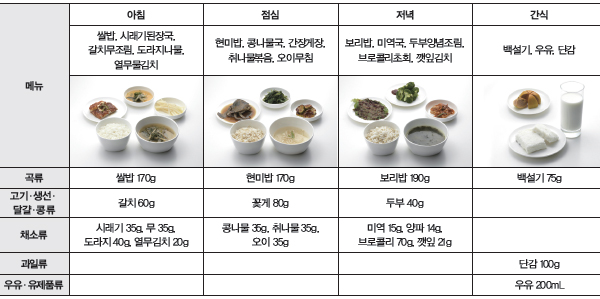 아침 점심 저녁 간식
메뉴
쌀밥, 시래기된장국,
갈치무조림, 도라지나물,
열무물김치
현미밥, 콩나물국, 간장게장,
취나물볶음, 오이무침
보리밥, 미역국, 두부양념조림,
브로콜리초회, 깻잎김치
백설기, 우유, 단감
곡류 쌀밥 170g 현미밥 170g 보리밥 190g 백설기 75g
고기·생선·
달걀·콩류
갈치 60g 꽃게 80g 두부 40g
채소류
시래기 35g, 무 35g,
도라지 40g, 열무김치 20g
콩나물 35g, 취나물 35g,
오이 35g
미역 15g, 양파 14g,
브로콜리 70g, 깻잎 21g
과일류 단감 100g
우유·유제품류 우유 200mL